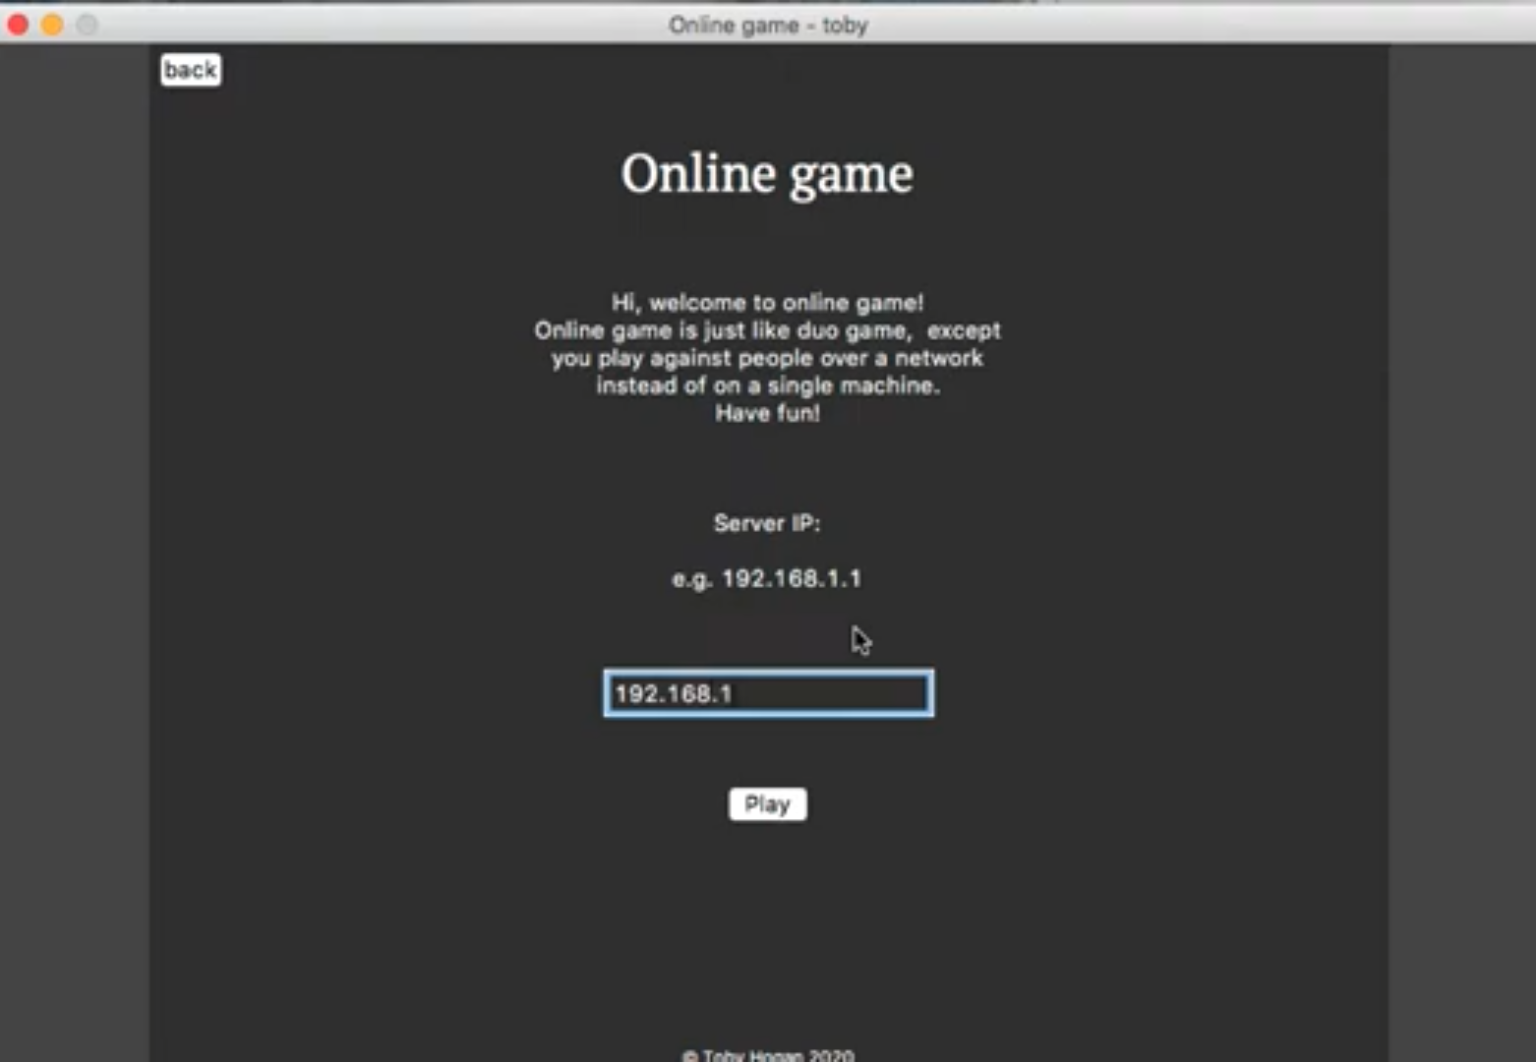 Online game - toby
back
Online game
Hi, welcome to online game!
Online game is just like duo game,  except
you play against people over a network
instead of on a single machine.
Have fun!
Server IP:
e.g. 192.168.1.1
192.168.1
Play
© Toby Hogan 2020